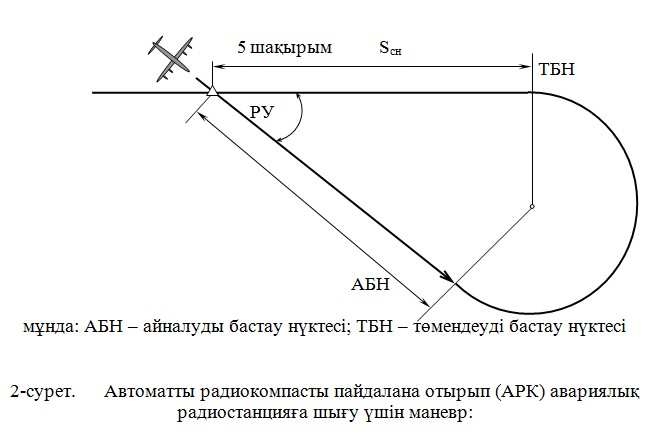 5 шақырым Sсн
ТБН
РУ
АБН
мұнда: АБН – айналуды бастау нүктесі; ТБН – төмендеуді бастау нүктесі
2-сурет. Автоматты радиокомпасты пайдалана отырып (АРК) авариялық
радиостанцияға шығу үшін маневр: